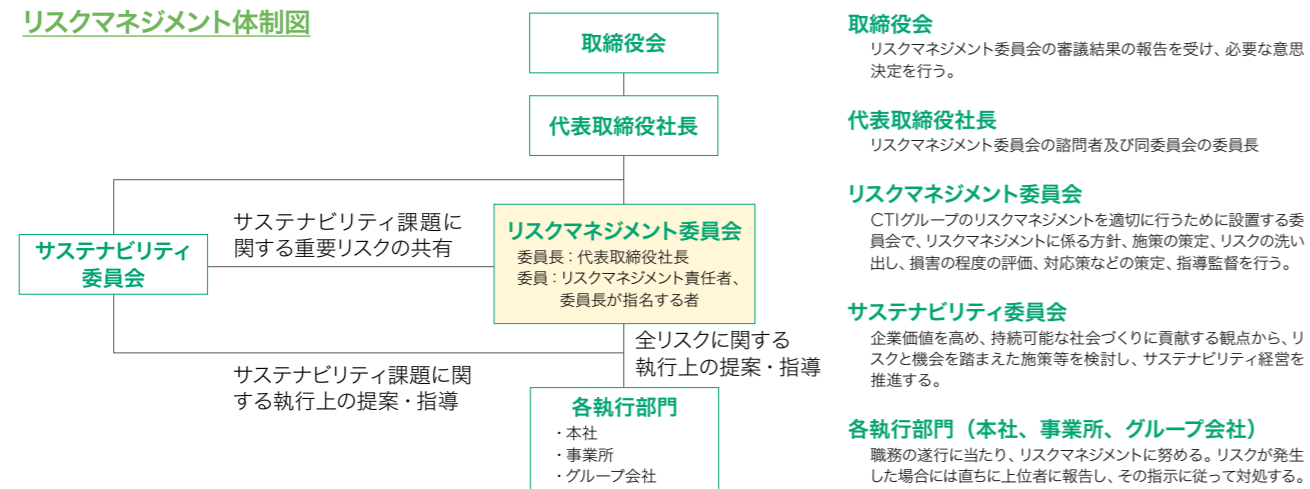 リスクマネジメント体制図
取締役会
代表取締役社長
サステナビリティ課題に
関する重要リスクの共有
サステナビリティ
委員会
リスクマネジメント委員会
委員長：代表取締役社長
委員：リスクマネジメント責任者、
委員長が指名する者
全リスクに関する
執行上の提案・指導
サステナビリティ課題に関
する執行上の提案・指導
各執行部門
・本社
・事業所
・グループ会社
取締役会
リスクマネジメント委員会の審議結果の報告を受け、必要な意思
決定を行う。
代表取締役社長
リスクマネジメント委員会の諮問者及び同委員会の委員長
リスクマネジメント委員会
CTIグループのリスクマネジメントを適切に行うために設置する委
員会で、リスクマネジメントに係る方針、施策の策定、リスクの洗い
出し、損害の程度の評価、対応策などの策定、指導監督を行う。
サステナビリティ委員会
企業価値を高め、持続可能な社会づくりに貢献する観点から、リ
スクと機会を踏まえた施策等を検討し、サステナビリティ経営を
推進する。
各執行部門（本社、事業所、グループ会社）
職務の遂行に当たり、リスクマネジメントに努める。リスクが発生
した場合には直ちに上位者に報告し、その指示に従って対処する。